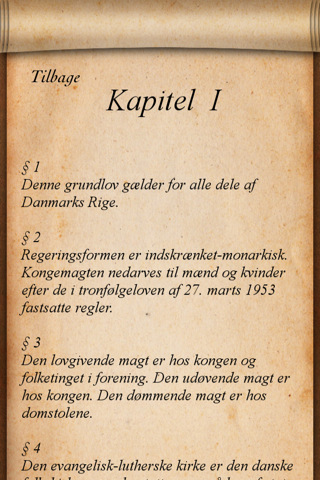 Tilbage
Kapitel I
§ 1
Denne grundlov gælder for alle dele af
Danmarks Rige.
§ 2
Regeringsformen er indskrænket-monarkisk.
Kongemagten nedarves til mænd og kvinder
efter de i tronfølgeloven af 27. marts 1953
fastsatte regler.
§ 3
Den lovgivende magt er hos kongen og
folketinget i forening. Den udøvende magt er
hos kongen. Den dømmende magt er hos
domstolene.
§ 4
Den evangelisk-lutherske kirke er den danske